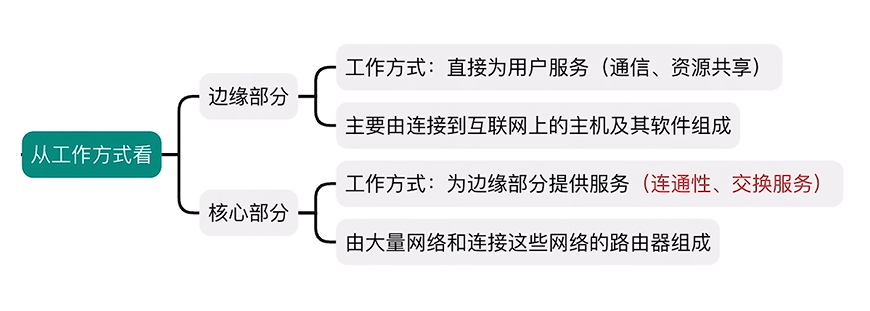 从工作方式看
边缘部分
工作方式：直接为用户服务（通信、资源共享）
主要由连接到互联网上的主机及其软件组成
核心部分
工作方式：为边缘部分提供服务（连通性、交换服务）
由大量网络和连接这些网络的路由器组成